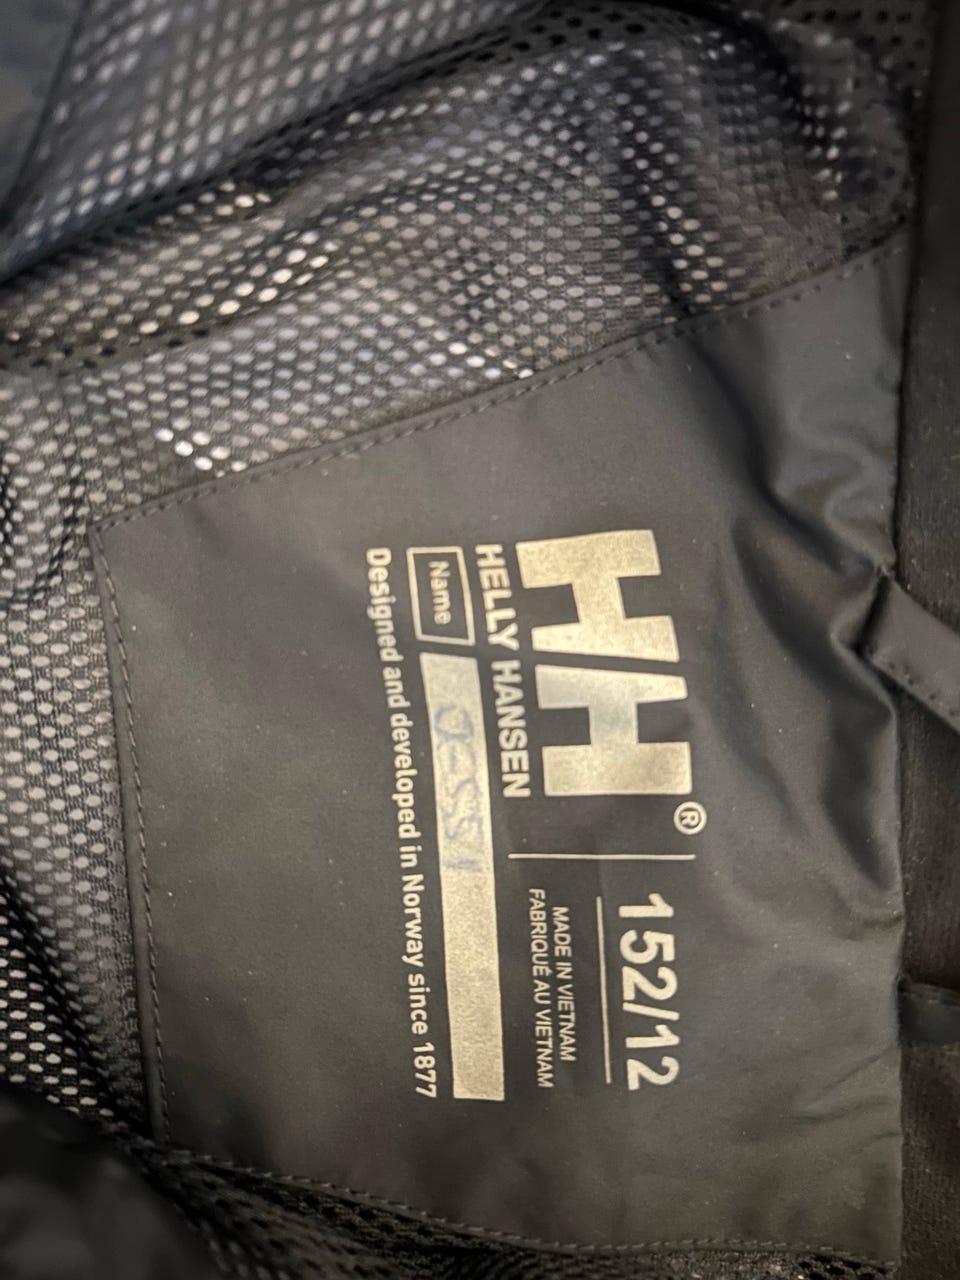 HH®
HELLY HANSEN
152/12
MADE IN VIETNAM
FABRIQUÉ AU VIETNAM
Name
Designed and developed in Norway since 1877